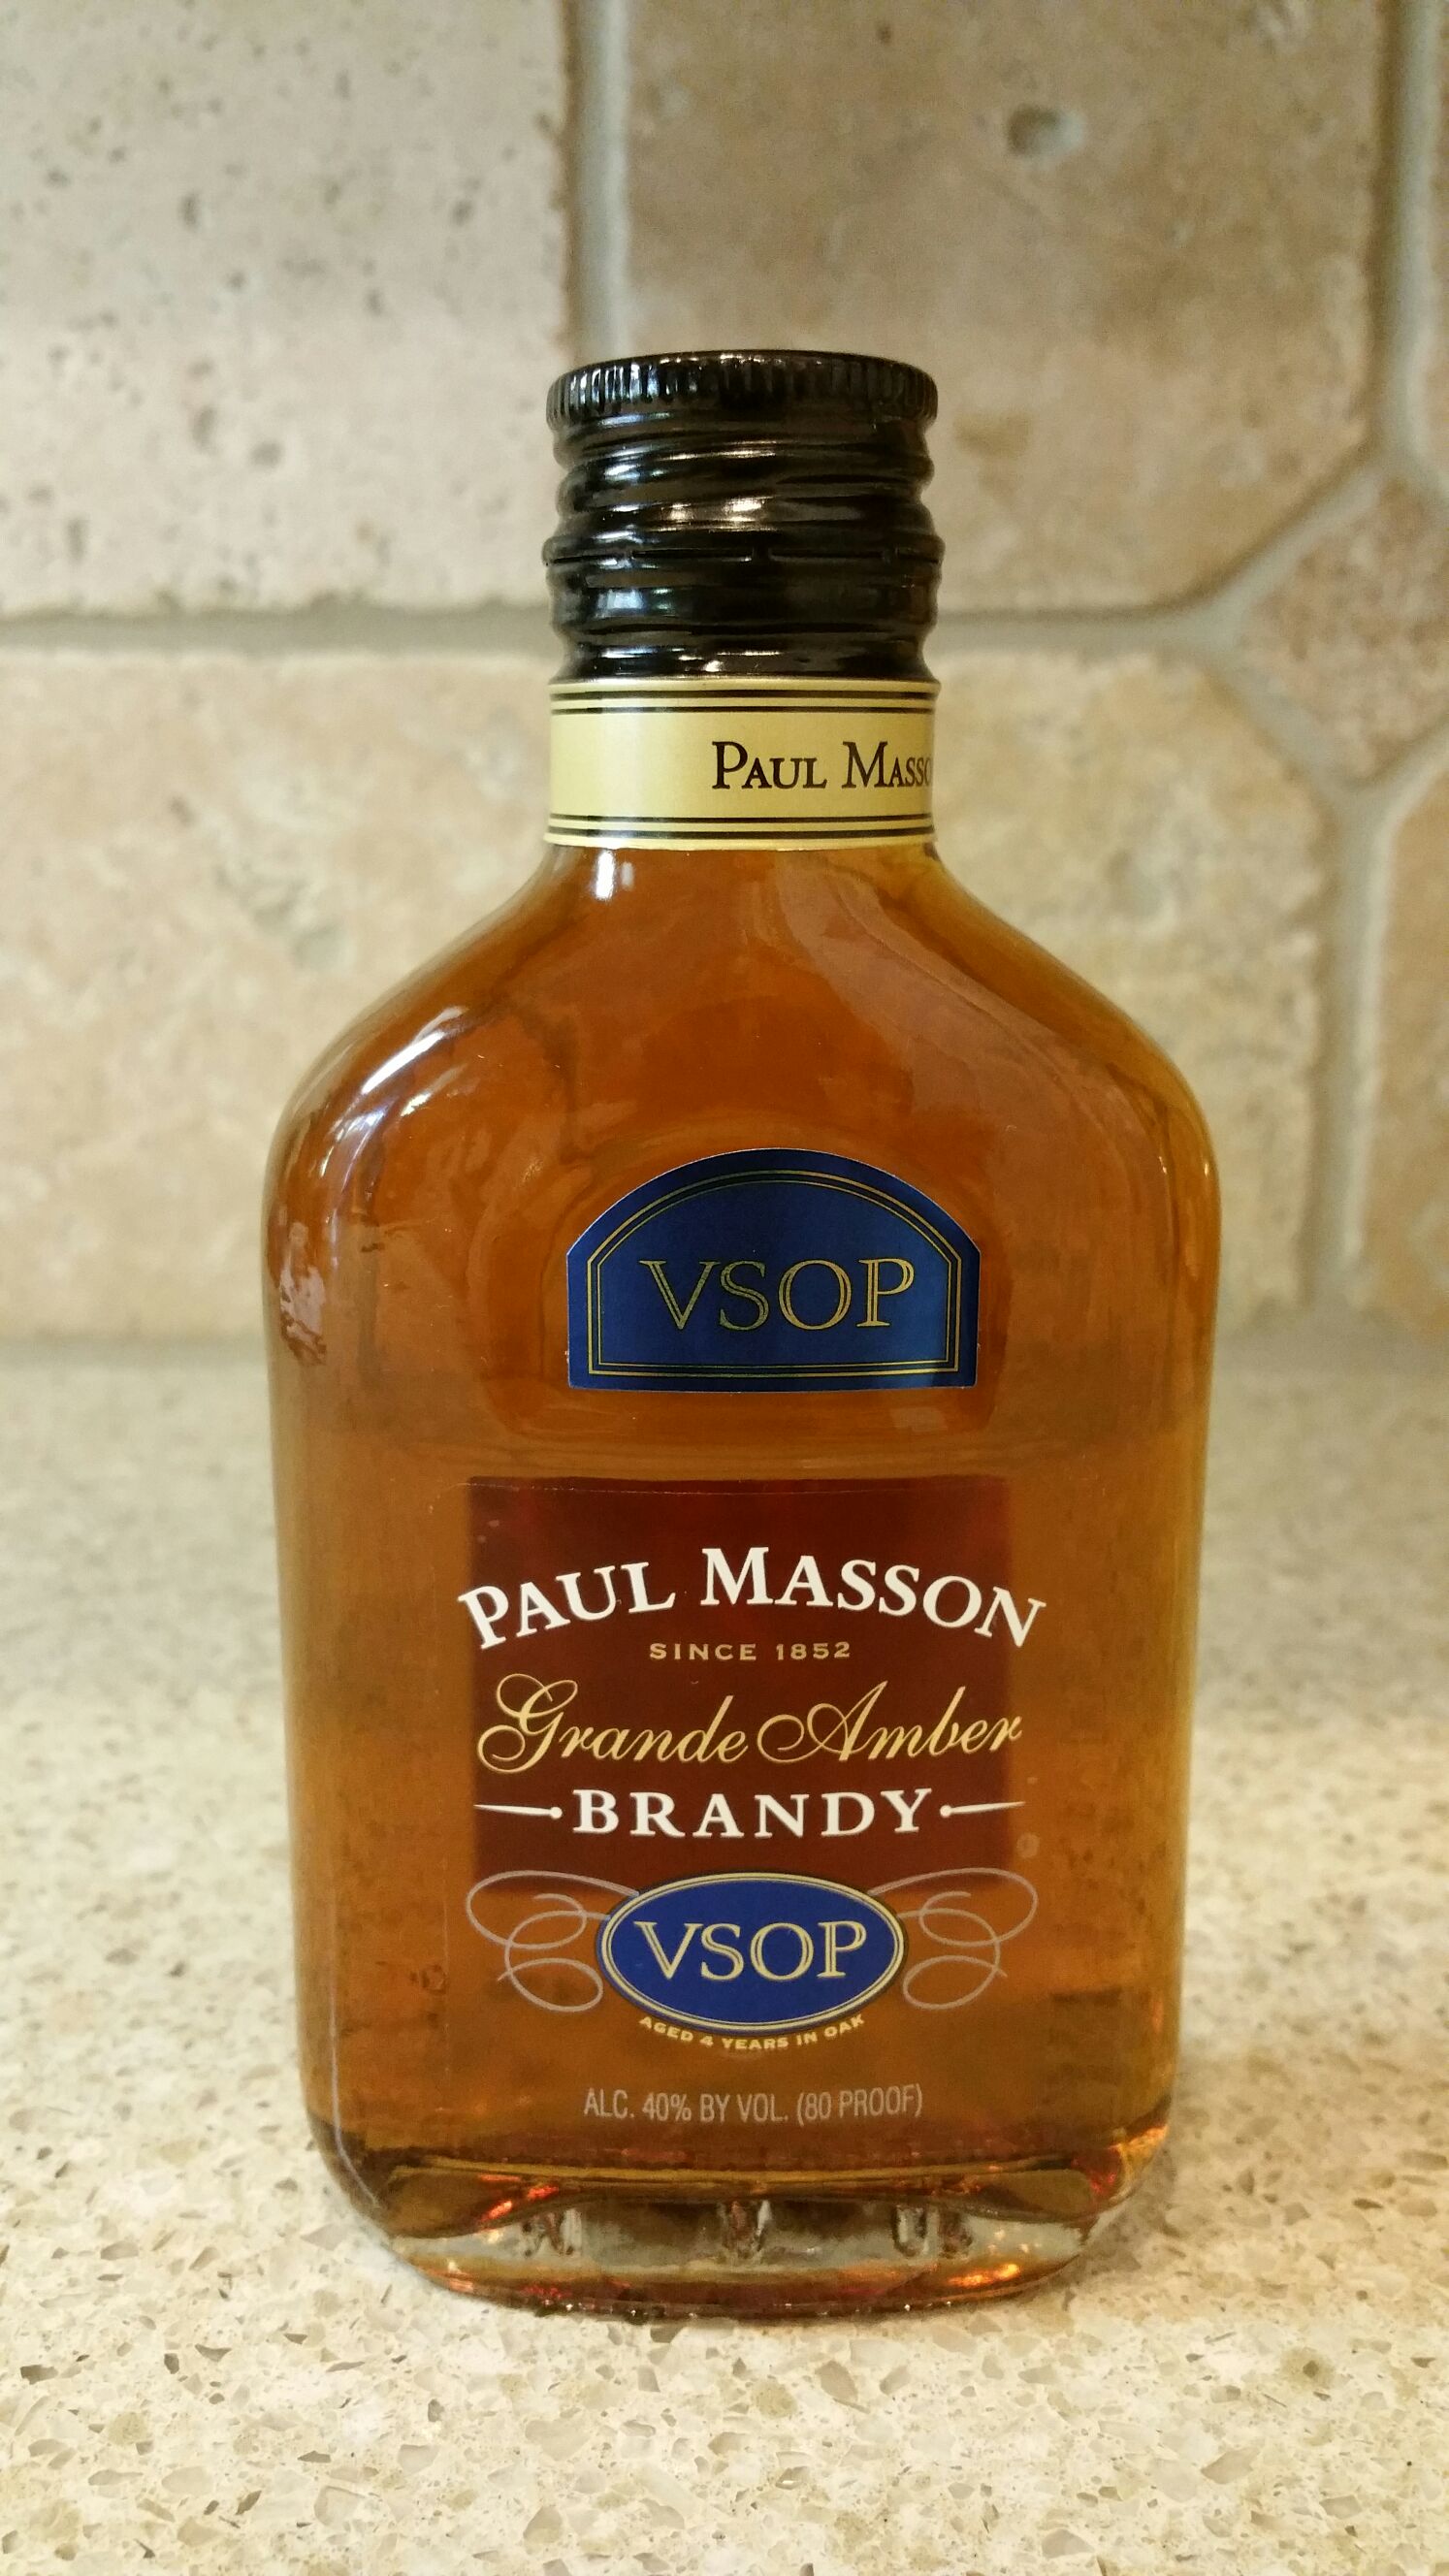 PAUL MASSO
VSOP
PAUL MASSON
SINCE 1852
Grande Amber
BRANDY
VSOP
AGED 4 YEARS IN OAK
ALC. 40% BY VOL. (80 PROOF)